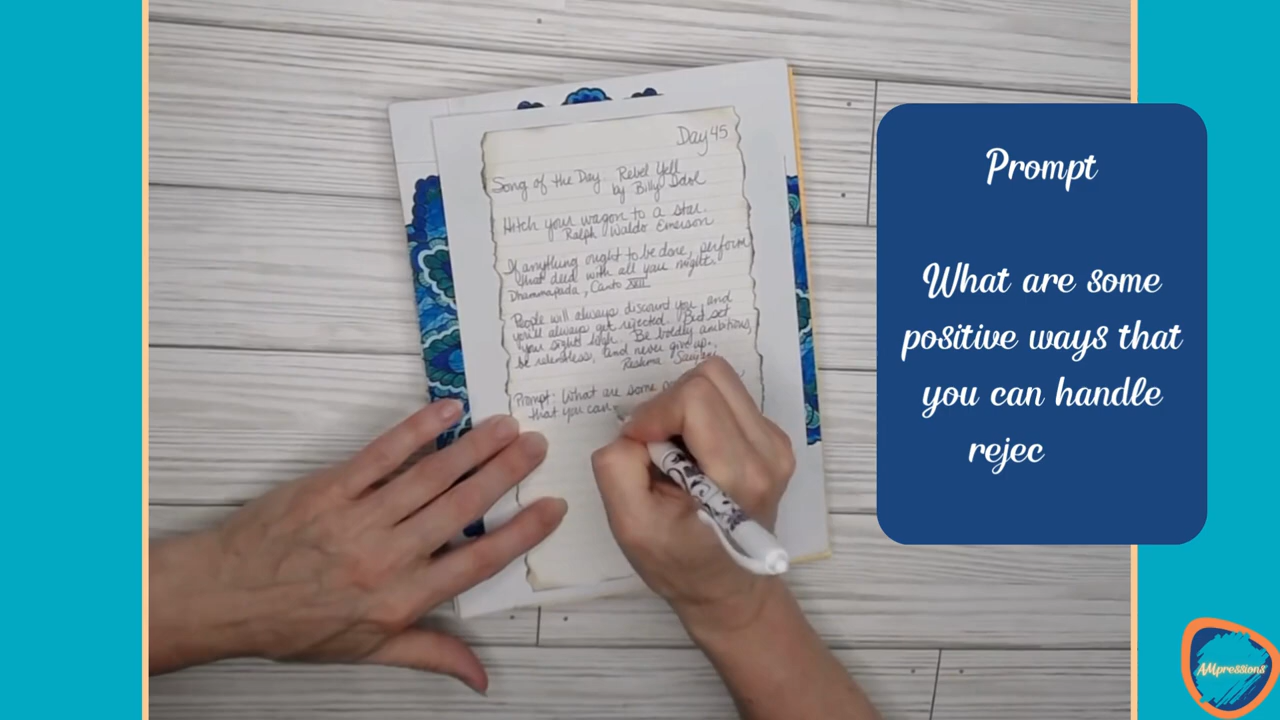 Day 45
Song of the Day: Rebel Yell
by Billy Idol
Hitch your wagon to a star.
Ralph Waldo Emerson
If anything ought to be done, perform
that deed with all your might.
Dhammapada, Canto XXII
People will always discount you, and
you'll always get rejected. But set
your sights high. Be boldly ambitious,
be relentless, and never give up.
Reshma Saujani
Prompt: What are some
that you can
Prompt
What are some
positive ways that
you can handle
rejec
AMpressions